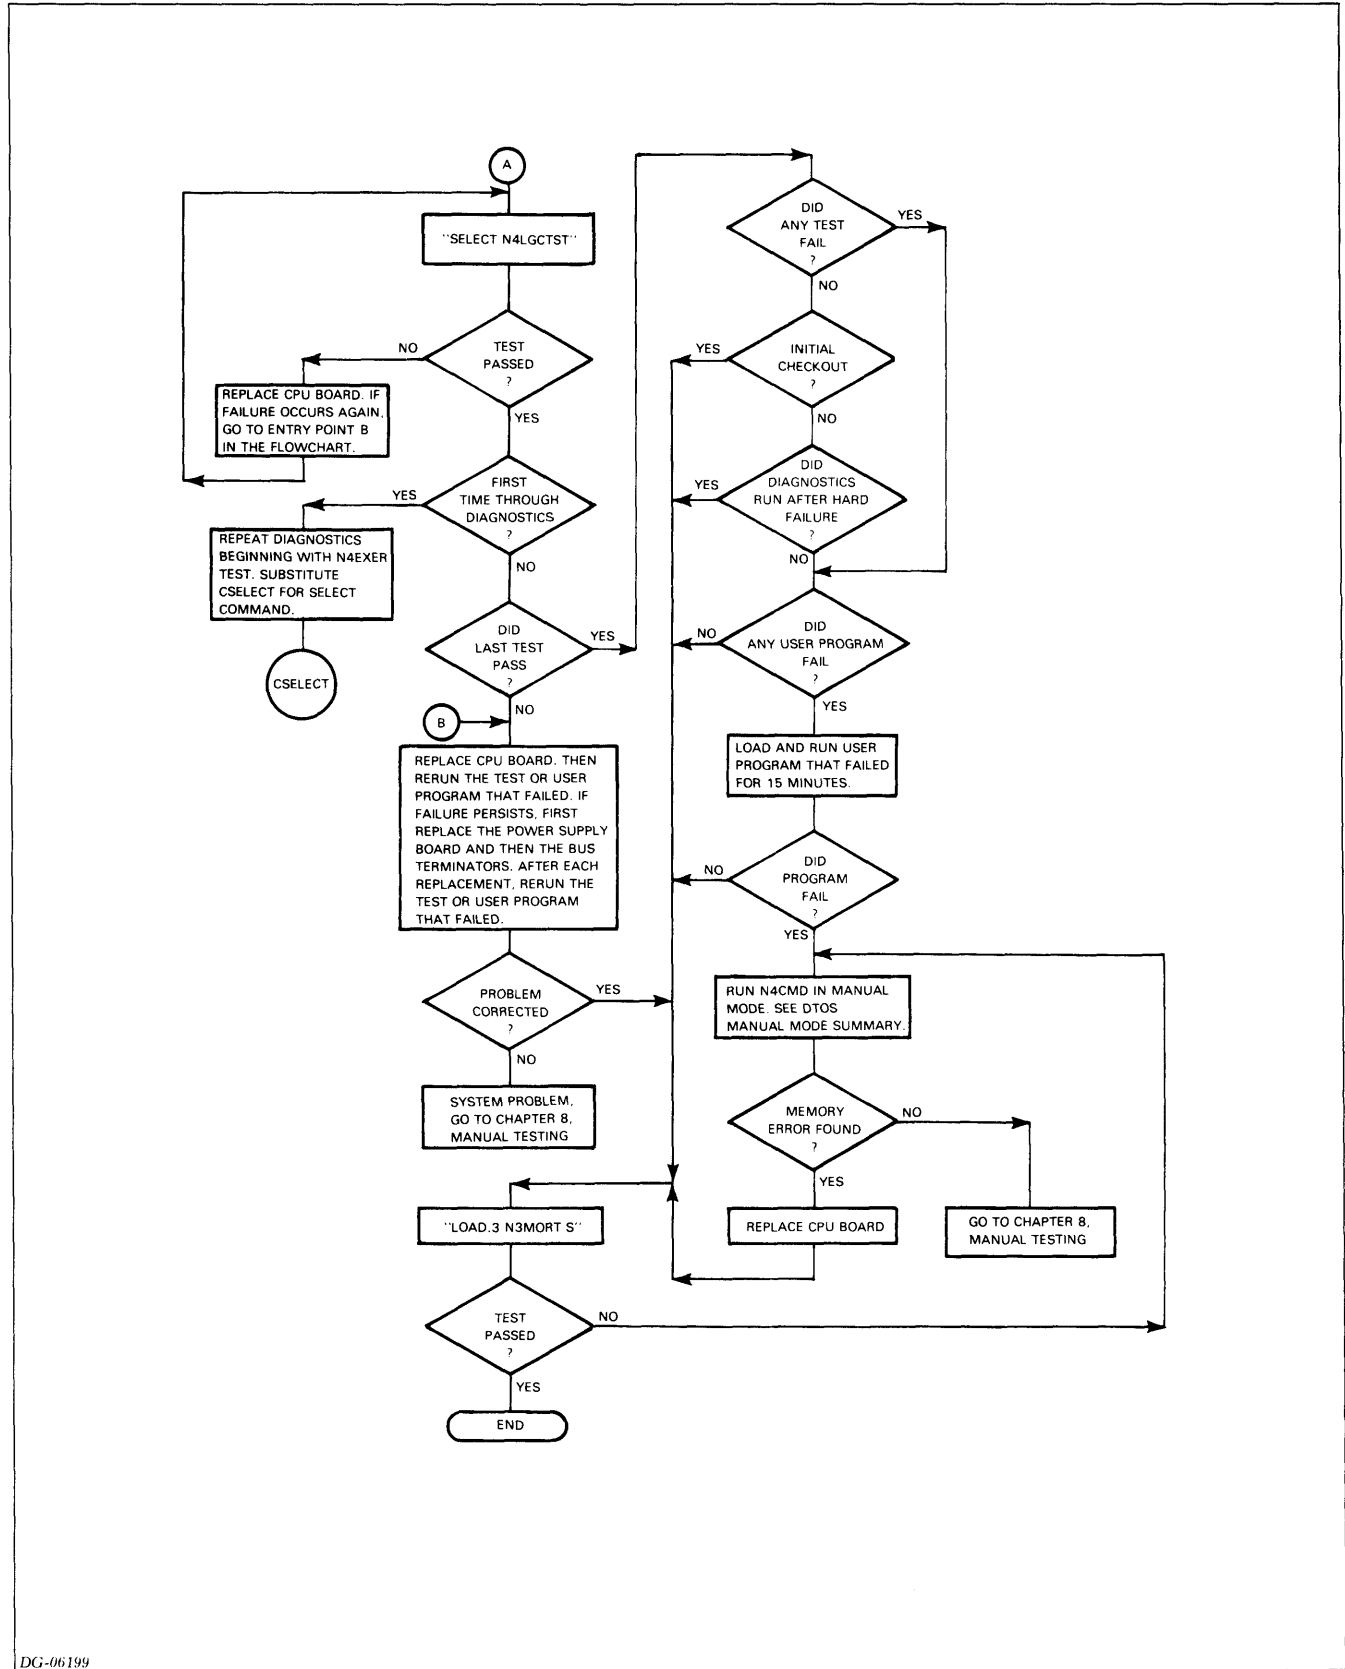 A
"SELECT N4LGCTST"
TEST
PASSED
?
NO
YES
REPLACE CPU BOARD. IF
FAILURE OCCURS AGAIN,
GO TO ENTRY POINT B
IN THE FLOWCHART.
FIRST
TIME THROUGH
DIAGNOSTICS
?
YES
NO
REPEAT DIAGNOSTICS
BEGINNING WITH N4EXER
TEST. SUBSTITUTE
CSELECT FOR SELECT
COMMAND.
CSELECT
DID
LAST TEST
PASS
?
YES
NO
B
REPLACE CPU BOARD. THEN
RERUN THE TEST OR USER
PROGRAM THAT FAILED. IF
FAILURE PERSISTS, FIRST
REPLACE THE POWER SUPPLY
BOARD AND THEN THE BUS
TERMINATORS. AFTER EACH
REPLACEMENT, RERUN THE
TEST OR USER PROGRAM
THAT FAILED.
PROBLEM
CORRECTED
?
YES
NO
SYSTEM PROBLEM,
GO TO CHAPTER 8,
MANUAL TESTING
"LOAD.3 N3MORT S"
TEST
PASSED
?
NO
YES
END
DID
ANY TEST
FAIL
?
YES
NO
INITIAL
CHECKOUT
?
YES
NO
DID
DIAGNOSTICS
RUN AFTER HARD
FAILURE
?
YES
NO
DID
ANY USER PROGRAM
FAIL
?
NO
YES
LOAD AND RUN USER
PROGRAM THAT FAILED
FOR 15 MINUTES.
DID
PROGRAM
FAIL
?
NO
YES
RUN N4CMD IN MANUAL
MODE. SEE DTOS
MANUAL MODE SUMMARY.
MEMORY
ERROR FOUND
?
NO
YES
REPLACE CPU BOARD
GO TO CHAPTER 8,
MANUAL TESTING
DG-06199